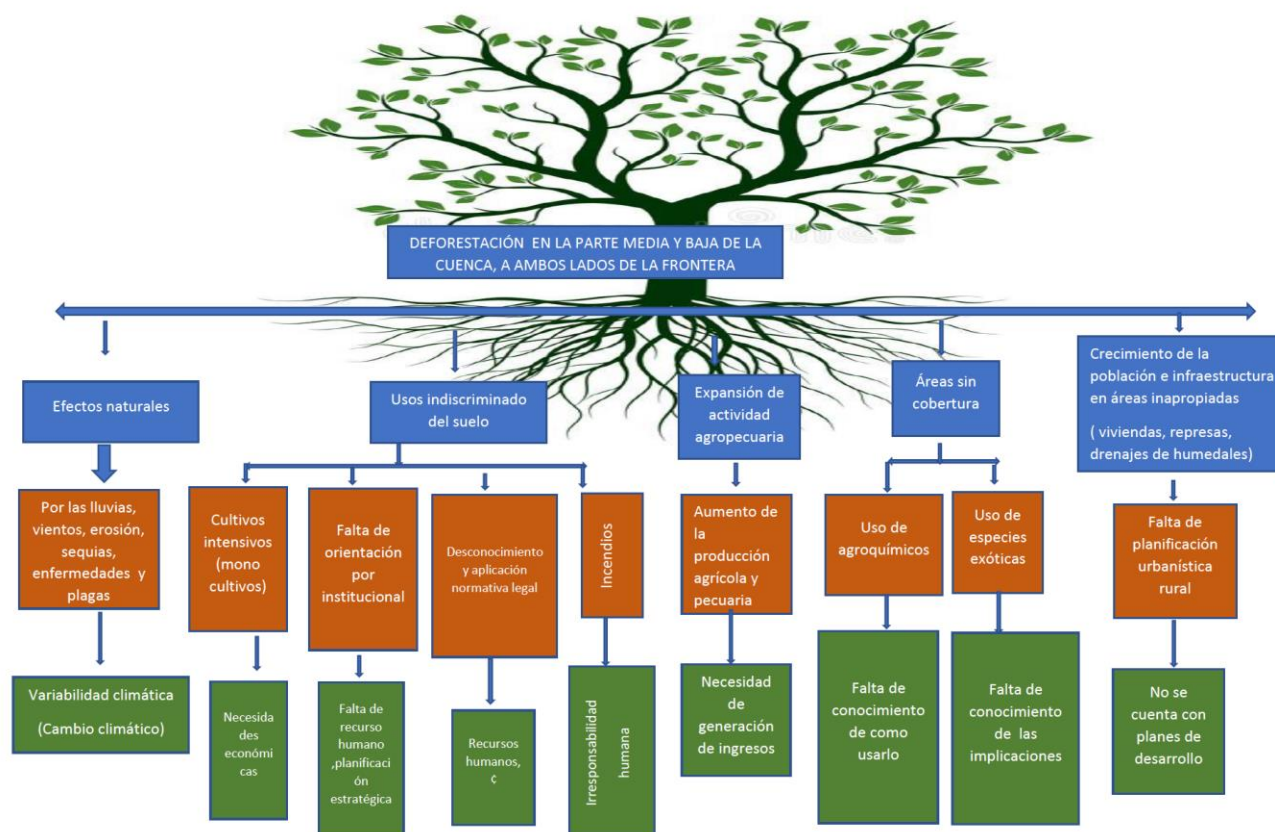 DEFORESTACIÓN EN LA PARTE MEDIA Y BAJA DE LA
CUENCA, A AMBOS LADOS DE LA FRONTERA
Efectos naturales
Usos indiscriminado
del suelo
Expansión de
actividad
agropecuaria
Áreas sin
cobertura
Crecimiento de la
población e infraestructura
en áreas inapropiadas
( viviendas, represas,
drenajes de humedales)
Por las lluvias,
vientos, erosión,
sequias,
enfermedades y
plagas
Cultivos
intensivos
(mono
cultivos)
Falta de
orientación
por
institucional
Desconocimiento
y aplicación
normativa legal
Incendios
Aumento de
la
producción
agrícola y
pecuaria
Uso de
agroquímicos
Uso de
especies
exóticas
Falta de
planificación
urbanística
rural
Variabilidad climática
(Cambio climático)
Necesida
des
económi
cas
Falta de
recurso
humano
,planificaci
ón
estratégica
Recursos
humanos,
¢
Irresponsabilidad
humana
Necesidad
de
generación
de ingresos
Falta de
conocimiento
de como
usarlo
Falta de
conocimiento
de las
implicaciones
No se
cuenta con
planes de
desarrollo